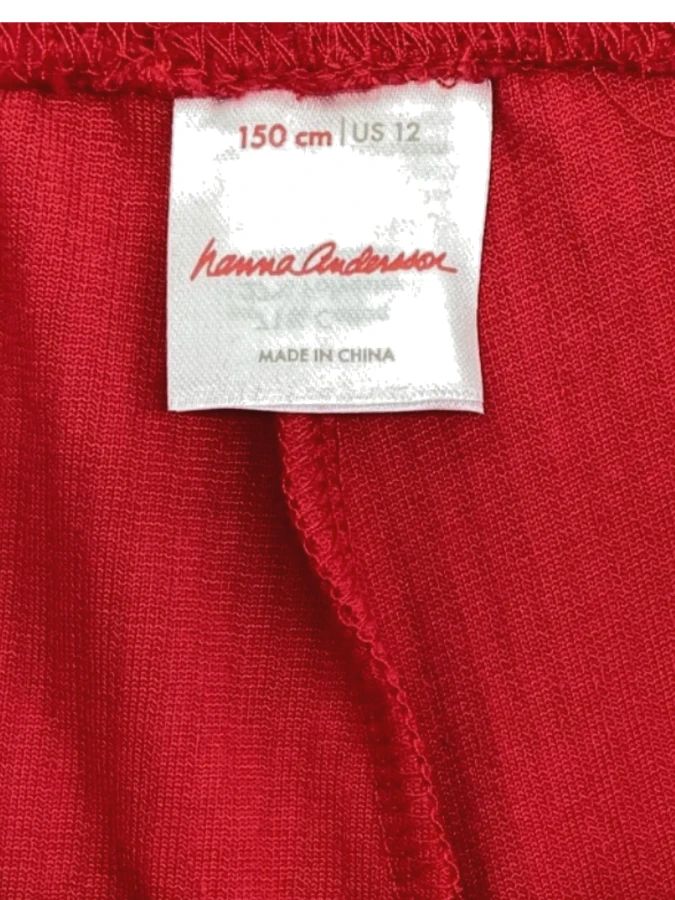 150 cm | US 12
hanna andersson
MADE IN CHINA